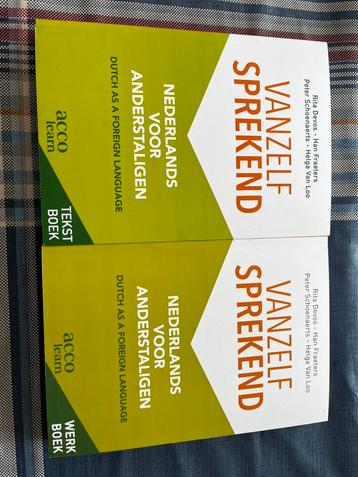 Rita Devos - Han Fraeters
Peter Schoenaerts - Helga Van Loo
VANZELF
SPREKEND
NEDERLANDS
VOOR
ANDERSTALIGEN
DUTCH AS A FOREIGN LANGUAGE
acco
learn
TEKST
BOEK
Rita Devos - Han Fraeters
Peter Schoenaerts - Helga Van Loo
VANZELF
SPREKEND
NEDERLANDS
VOOR
ANDERSTALIGEN
DUTCH AS A FOREIGN LANGUAGE
acco
learn
WERK
BOEK